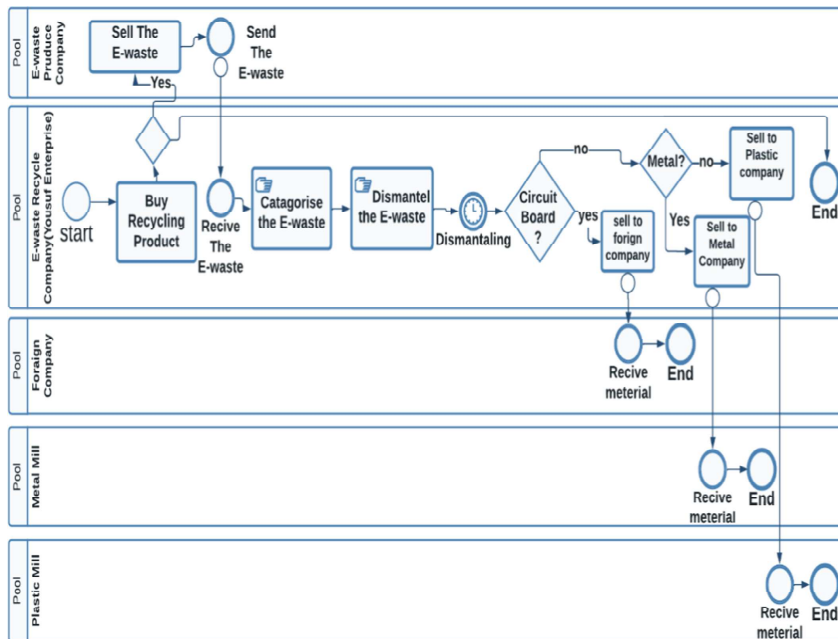 Pool
E-waste Pruduce
Company
Sell The
E-waste
Send
The
E-waste
Yes
Pool
E-waste Recycle
Company(Yousuf Enterprise)
start
Buy
Recycling
Product
Recive
The
E-waste
Catagorise
the E-waste
Dismantel
the E-waste
Dismantaling
Circuit
Board
?
no
yes
sell to
forign
company
Metal?
no
Yes
Sell to
Plastic
company
Sell to
Metal
Company
End
Pool
Foraign
Company
Recive
meterial
End
Pool
Metal Mill
Recive
meterial
End
Pool
Plastic Mill
Recive
meterial
End